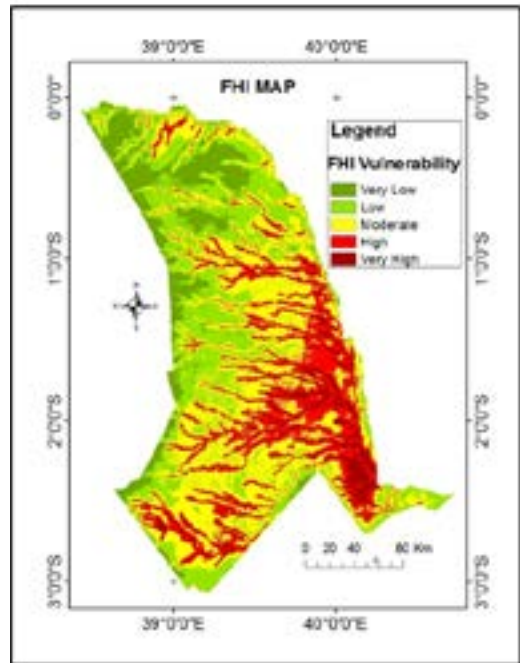 39°0'0"E 40°0'0"E
FHI MAP
0°0'0" 0°0'0"
Legend
FHI Vulnerability
Very Low
Low
Moderate
High
Very High
1°0'0"S 1°0'0"S
2°0'0"S 2°0'0"S
0 20 40 80 Km
3°0'0"S 3°0'0"S
39°0'0"E 40°0'0"E